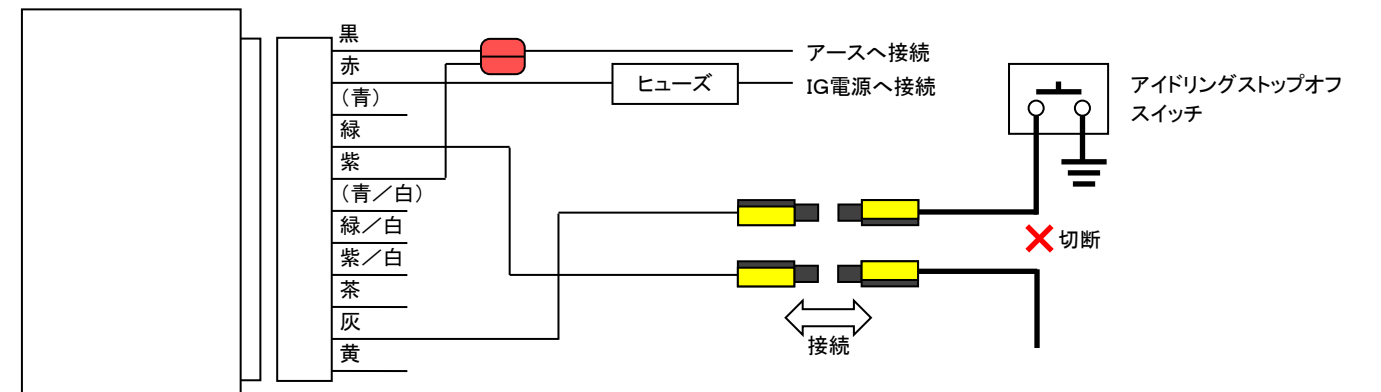 黒
アースへ接続
赤
ヒューズ
IG電源へ接続
アイドリングストップオフ
スイッチ
（青）
緑
紫
（青／白）
緑／白
切断
紫／白
茶
灰
接続
黄